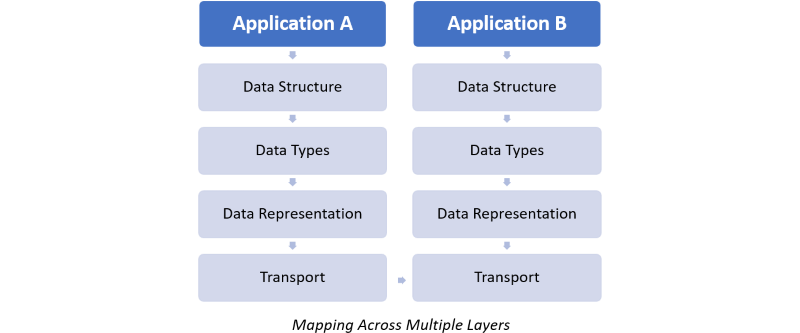 Application A
Application B
Data Structure
Data Structure
Data Types
Data Types
Data Representation
Data Representation
Transport
Transport
Mapping Across Multiple Layers